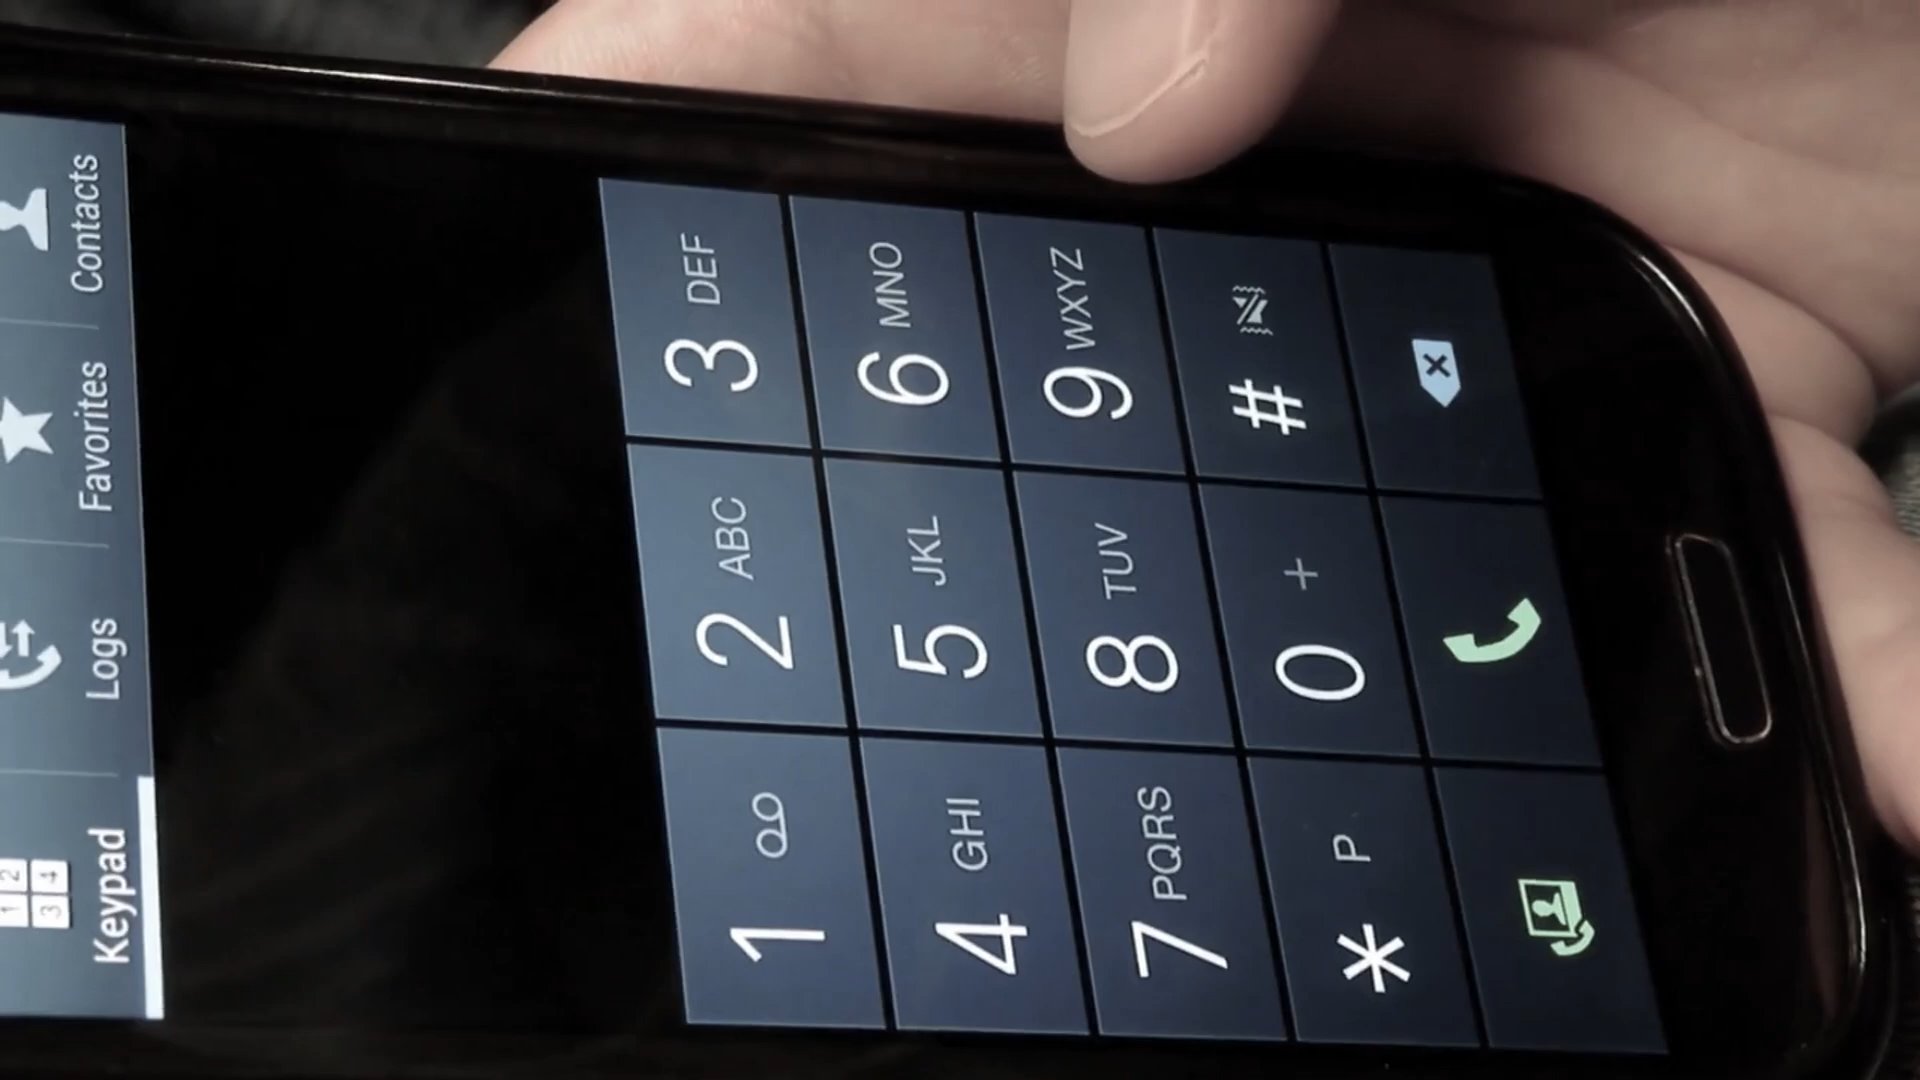 Keypad
Logs
Favorites
Contacts
1 2
3 4
1
2 ABC
3 DEF
4 GHI
5 JKL
6 MNO
7 PQRS
8 TUV
9 WXYZ
* P
0 +
#